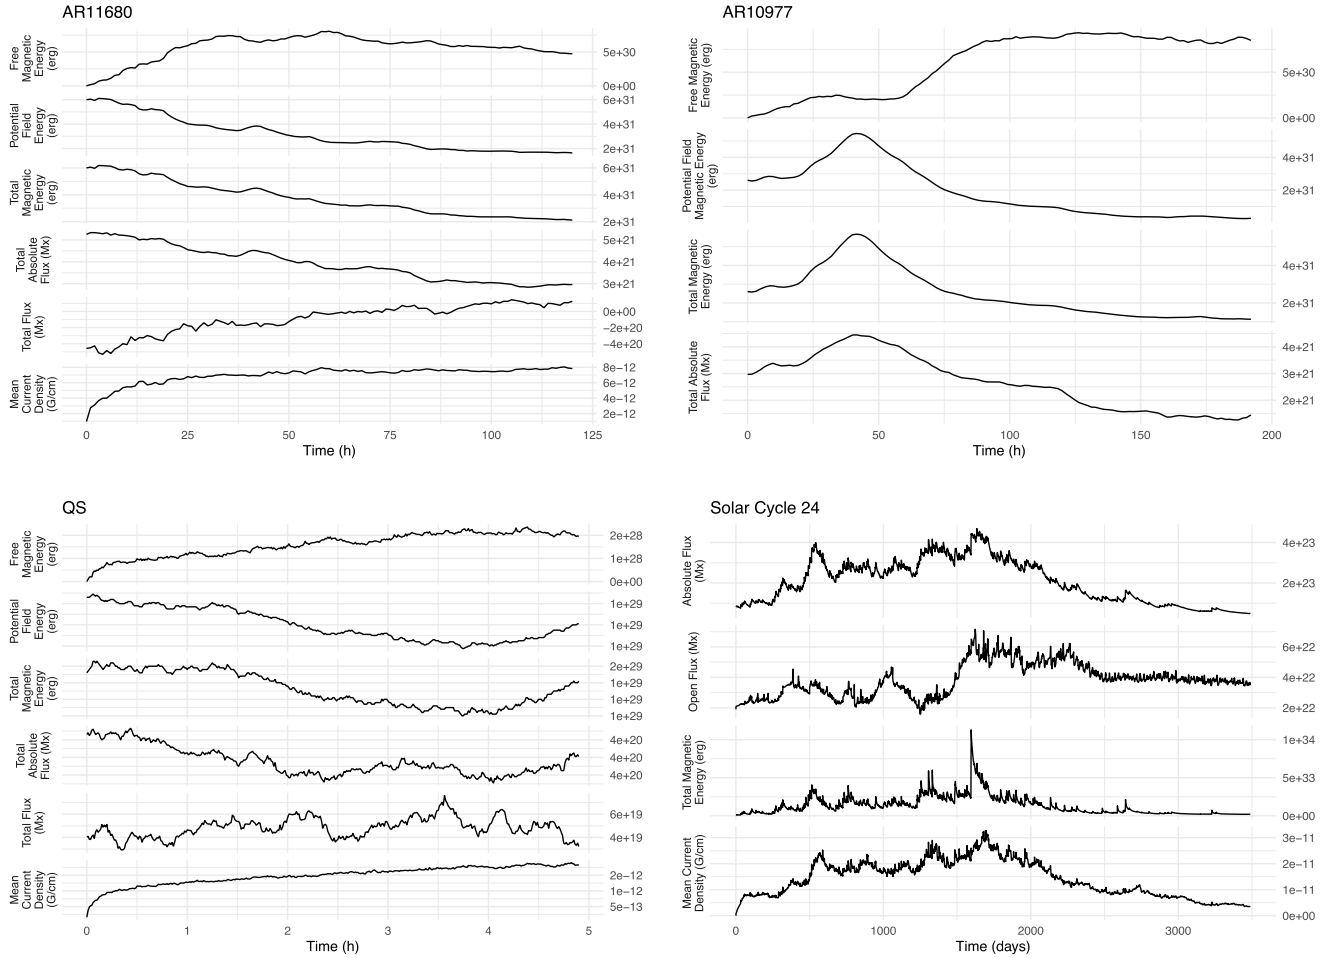 AR11680
Free
Magnetic
Energy
(erg)
5e+30
0e+00
Potential
Field
Energy
(erg)
6e+31
4e+31
2e+31
Total
Magnetic
Energy
(erg)
6e+31
4e+31
2e+31
Total
Absolute
Flux (Mx)
5e+21
4e+21
3e+21
Total Flux
(Mx)
0e+00
−2e+20
−4e+20
Mean
Current
Density
(G/cm)
8e−12
6e−12
4e−12
2e−12
0 25 50 75 100 125
Time (h)
AR10977
Free Magnetic
Energy (erg)
5e+30
0e+00
Potential Field
Magnetic Energy
(erg)
4e+31
2e+31
Total Magnetic
Energy (erg)
4e+31
2e+31
Total Absolute
Flux (Mx)
4e+21
3e+21
2e+21
0 50 100 150 200
Time (h)
QS
Free
Magnetic
Energy
(erg)
2e+28
1e+28
0e+00
Potential
Field
Energy
(erg)
1e+29
1e+29
1e+29
Total
Magnetic
Energy
(erg)
2e+29
1e+29
1e+29
1e+29
Total
Absolute
Flux (Mx)
4e+20
4e+20
4e+20
Total Flux
(Mx)
6e+19
4e+19
Mean
Current
Density
(G/cm)
2e−12
1e−12
5e−13
0 1 2 3 4 5
Time (h)
Solar Cycle 24
Absolute Flux
(Mx)
4e+23
2e+23
Open Flux (Mx)
6e+22
4e+22
2e+22
Total Magnetic
Energy (erg)
1e+34
5e+33
0e+00
Mean Current
Density (G/cm)
3e−11
2e−11
1e−11
0e+00
0 1000 2000 3000
Time (days)